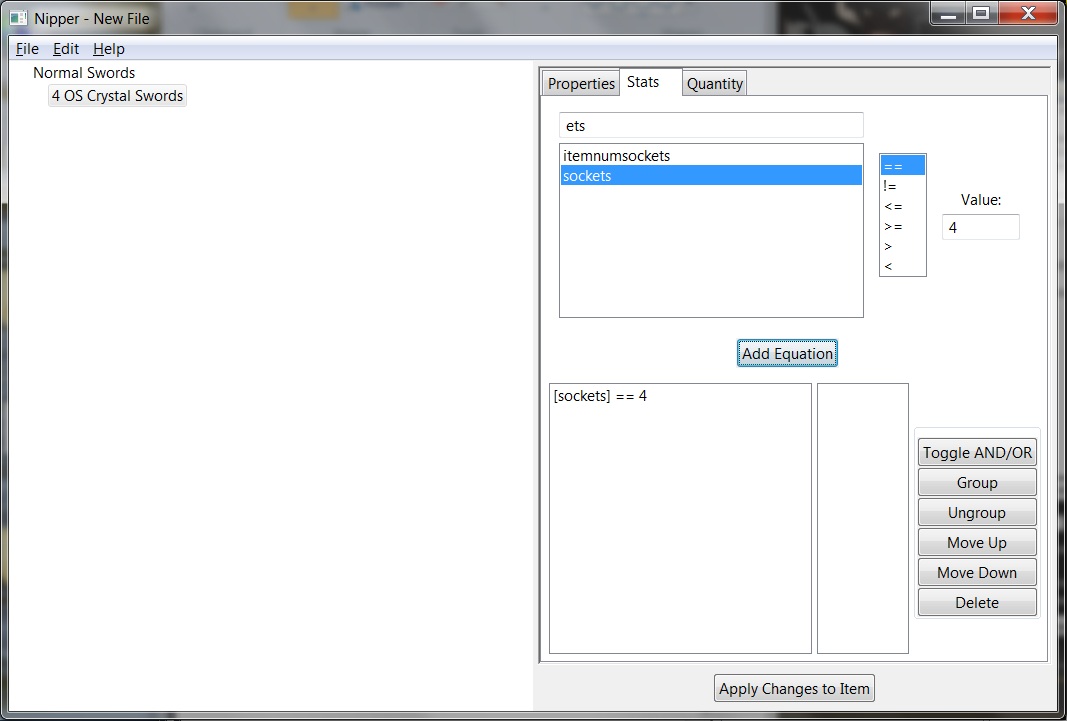 Nipper - New File
File Edit Help
Normal Swords
4 OS Crystal Swords
Properties Stats Quantity
ets
itemnumsockets
sockets
==
!=
<=
>=
>
<
Value:
4
Add Equation
[sockets] == 4
Toggle AND/OR
Group
Ungroup
Move Up
Move Down
Delete
Apply Changes to Item